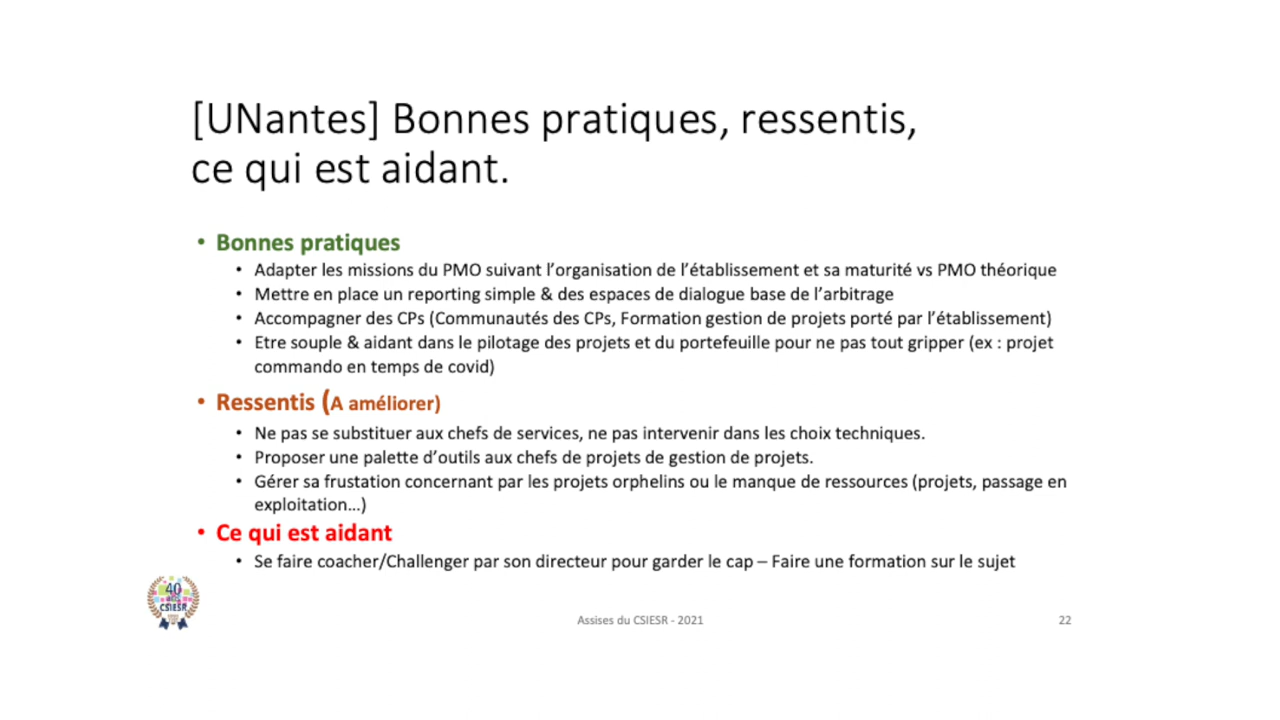 [UNantes] Bonnes pratiques, ressentis,
ce qui est aidant.
• Bonnes pratiques
• Adapter les missions du PMO suivant l’organisation de l’établissement et sa maturité vs PMO théorique
• Mettre en place un reporting simple & des espaces de dialogue base de l’arbitrage
• Accompagner des CPs (Communautés des CPs, Formation gestion de projets porté par l’établissement)
• Etre souple & aidant dans le pilotage des projets et du portefeuille pour ne pas tout gripper (ex : projet
commando en temps de covid)
• Ressentis (A améliorer)
• Ne pas se substituer aux chefs de services, ne pas intervenir dans les choix techniques.
• Proposer une palette d’outils aux chefs de projets de gestion de projets.
• Gérer sa frustation concernant par les projets orphelins ou le manque de ressources (projets, passage en
exploitation…)
• Ce qui est aidant
• Se faire coacher/Challenger par son directeur pour garder le cap – Faire une formation sur le sujet
40
CSIESR
Assises du CSIESR - 2021
22